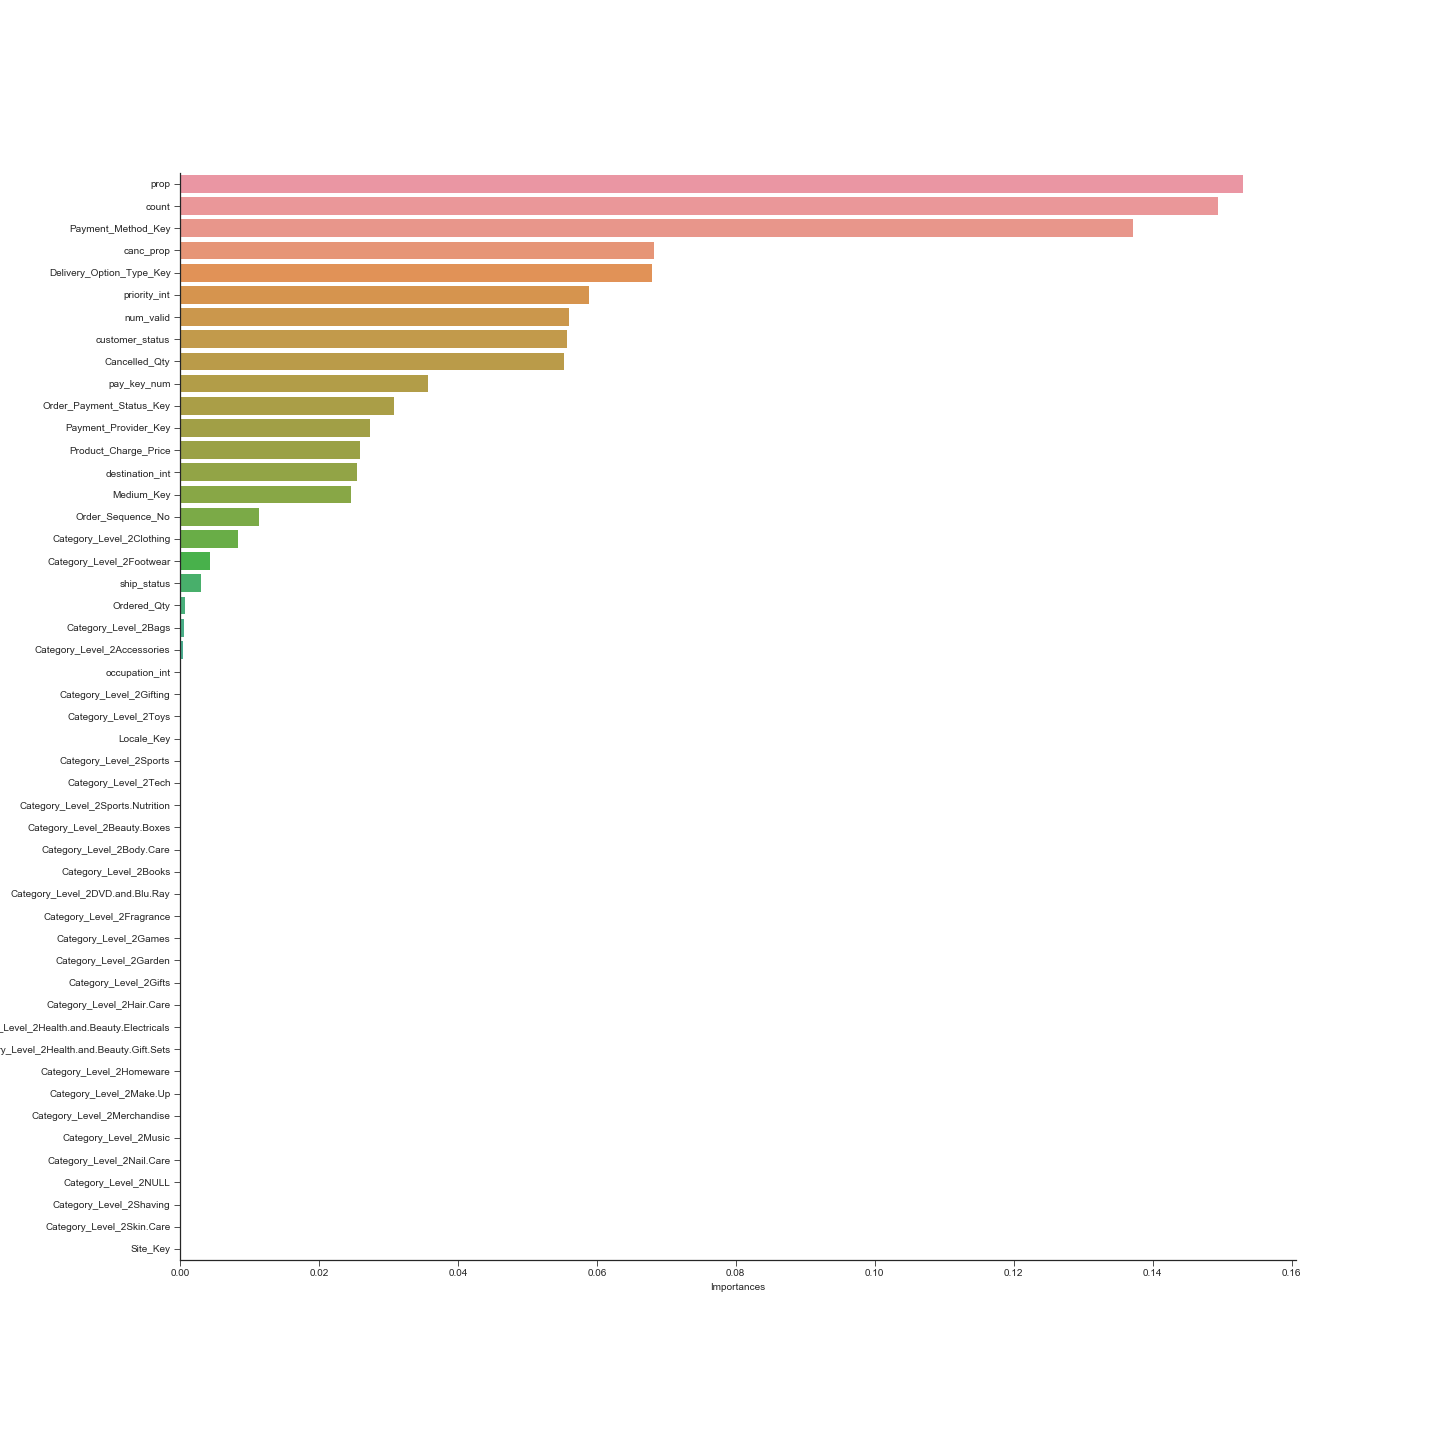 prop
count
Payment_Method_Key
canc_prop
Delivery_Option_Type_Key
priority_int
num_valid
customer_status
Cancelled_Qty
pay_key_num
Order_Payment_Status_Key
Payment_Provider_Key
Product_Charge_Price
destination_int
Medium_Key
Order_Sequence_No
Category_Level_2Clothing
Category_Level_2Footwear
ship_status
Ordered_Qty
Category_Level_2Bags
Category_Level_2Accessories
occupation_int
Category_Level_2Gifting
Category_Level_2Toys
Locale_Key
Category_Level_2Sports
Category_Level_2Tech
Category_Level_2Sports.Nutrition
Category_Level_2Beauty.Boxes
Category_Level_2Body.Care
Category_Level_2Books
Category_Level_2DVD.and.Blu.Ray
Category_Level_2Fragrance
Category_Level_2Games
Category_Level_2Garden
Category_Level_2Gifts
Category_Level_2Hair.Care
_Level_2Health.and.Beauty.Electricals
y_Level_2Health.and.Beauty.Gift.Sets
Category_Level_2Homeware
Category_Level_2Make.Up
Category_Level_2Merchandise
Category_Level_2Music
Category_Level_2Nail.Care
Category_Level_2NULL
Category_Level_2Shaving
Category_Level_2Skin.Care
Site_Key
0.00 0.02 0.04 0.06 0.08 0.10 0.12 0.14 0.16
Importances